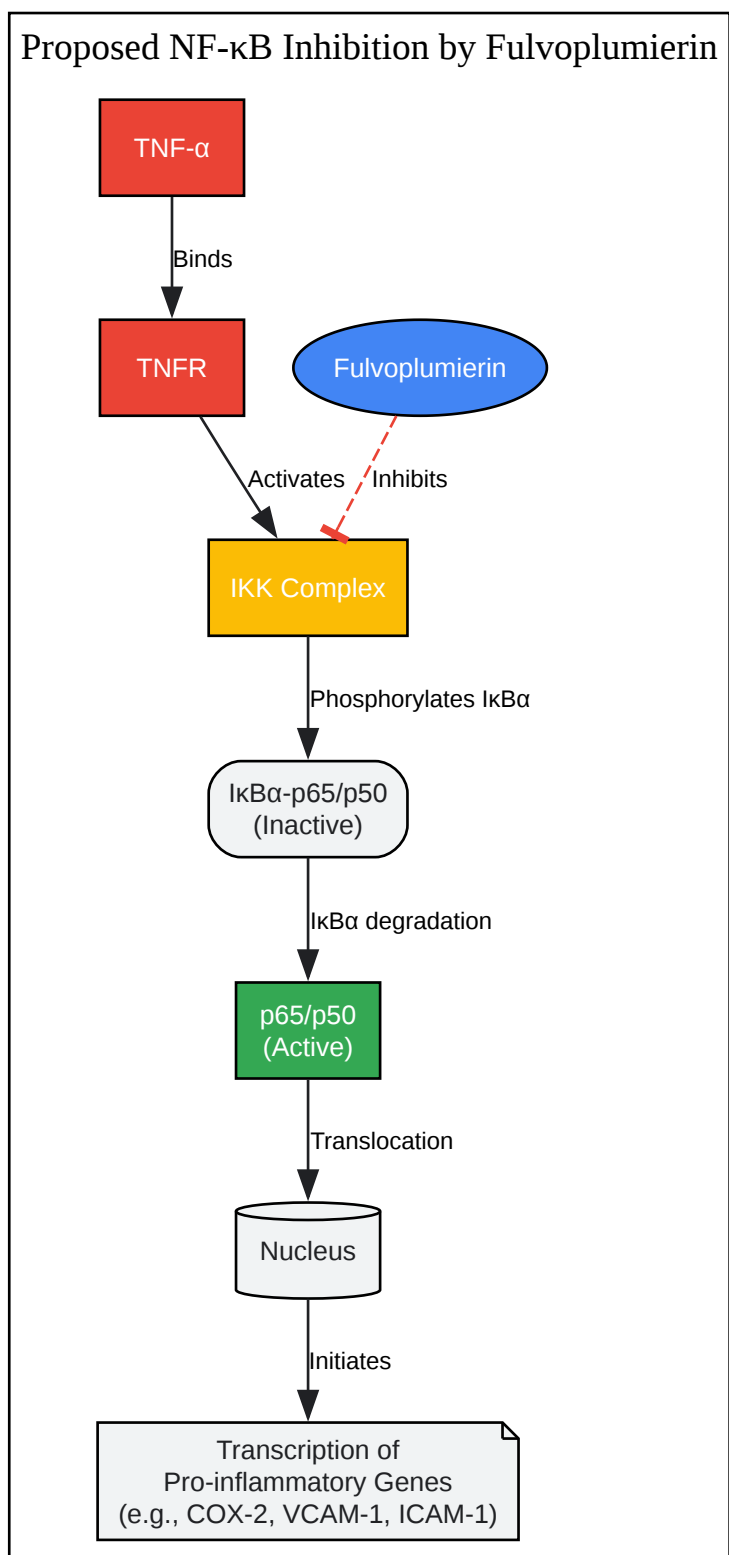 Proposed NF-κB Inhibition by Fulvoplumierin
TNF-α
Binds
TNFR
Fulvoplumierin
Activates
Inhibits
IKK Complex
Phosphorylates IκBα
IκBα-p65/p50
(Inactive)
IκBα degradation
p65/p50
(Active)
Translocation
Nucleus
Initiates
Transcription of
Pro-inflammatory Genes
(e.g., COX-2, VCAM-1, ICAM-1)